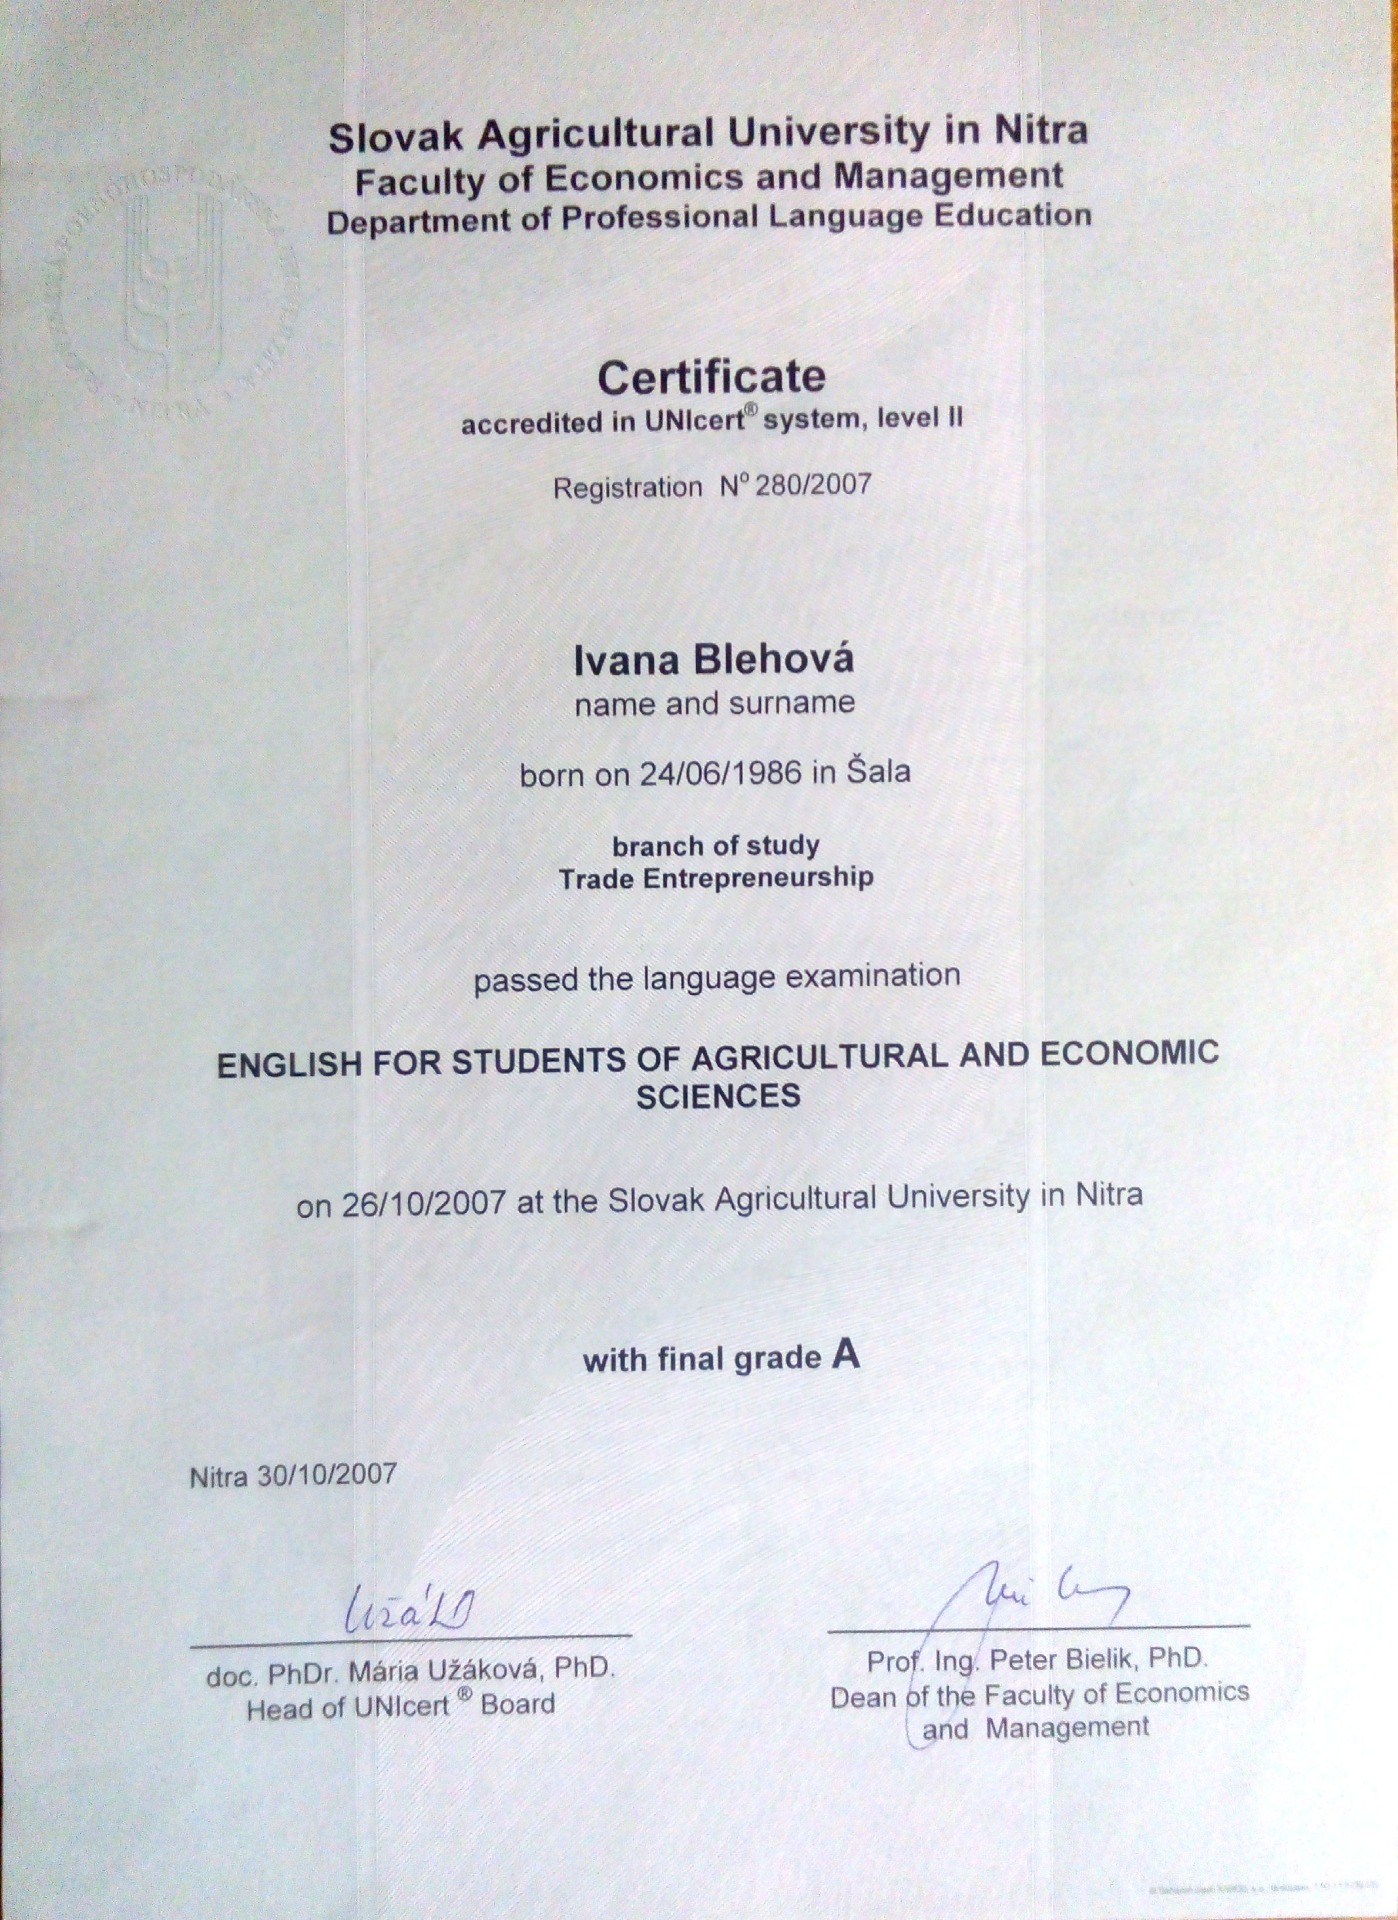 Slovak Agricultural University in Nitra
Faculty of Economics and Management
Department of Professional Language Education
Certificate
accredited in UNIcert® system, level II
Registration Nº 280/2007
Ivana Blehová
name and surname
born on 24/06/1986 in Šala
branch of study
Trade Entrepreneurship
passed the language examination
ENGLISH FOR STUDENTS OF AGRICULTURAL AND ECONOMIC
SCIENCES
on 26/10/2007 at the Slovak Agricultural University in Nitra
with final grade A
Nitra 30/10/2007
doc. PhDr. Mária Užáková, PhD.
Head of UNIcert ® Board
Prof. Ing. Peter Bielik, PhD.
Dean of the Faculty of Economics
and Management